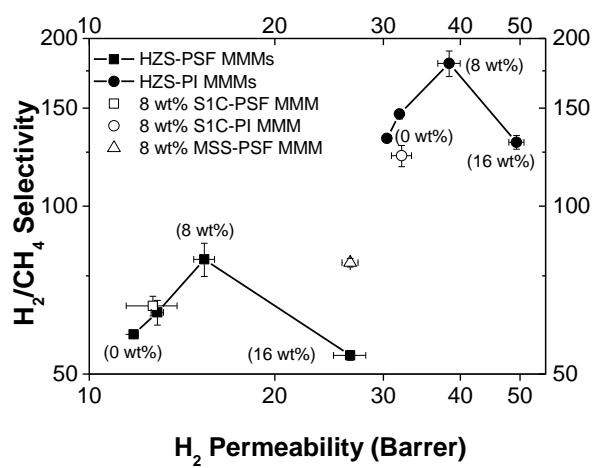 10 20 30 40 50
200 200
HZS-PSF MMMs
HZS-PI MMMs
8 wt% S1C-PSF MMM
8 wt% S1C-PI MMM
8 wt% MSS-PSF MMM
(8 wt%)
150 150
(0 wt%)
(16 wt%)
100 100
(8 wt%)
(0 wt%)
(16 wt%)
50 50
10 20 30 40 50
H₂/CH₄ Selectivity
H₂ Permeability (Barrer)